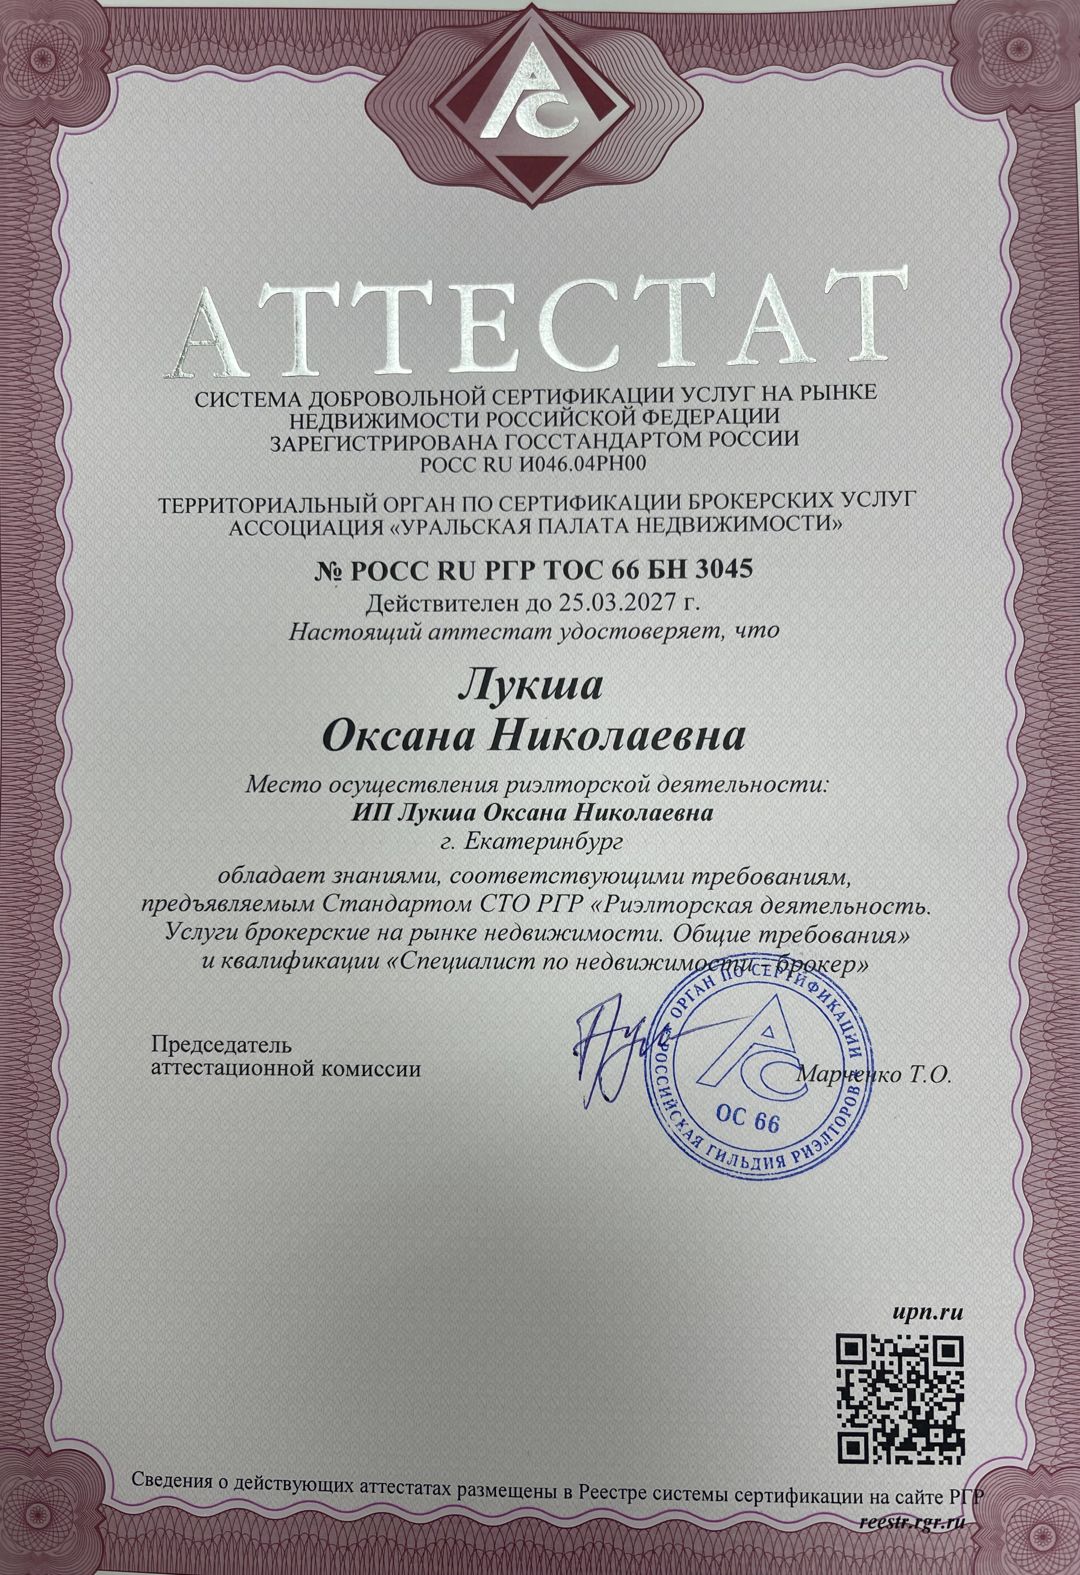 АС
АТТЕСТАТ
СИСТЕМА ДОБРОВОЛЬНОЙ СЕРТИФИКАЦИИ УСЛУГ НА РЫНКЕ
НЕДВИЖИМОСТИ РОССИЙСКОЙ ФЕДЕРАЦИИ
ЗАРЕГИСТРИРОВАНА ГОССТАНДАРТОМ РОССИИ
РОСС RU И046.04РН00
ТЕРРИТОРИАЛЬНЫЙ ОРГАН ПО СЕРТИФИКАЦИИ БРОКЕРСКИХ УСЛУГ
АССОЦИАЦИЯ «УРАЛЬСКАЯ ПАЛАТА НЕДВИЖИМОСТИ»
№ РОСС RU РГР ТОС 66 БН 3045
Действителен до 25.03.2027 г.
Настоящий аттестат удостоверяет, что
Лукша
Оксана Николаевна
Место осуществления риэлторской деятельности:
ИП Лукша Оксана Николаевна
г. Екатеринбург
обладает знаниями, соответствующими требованиям,
предъявляемым Стандартом СТО РГР «Риэлторская деятельность.
Услуги брокерские на рынке недвижимости. Общие требования»
и квалификации «Специалист по недвижимости - брокер»
Председатель
аттестационной комиссии
ОРГАН ПО СЕРТИФИКАЦИИ
РОССИЙСКАЯ ГИЛЬДИЯ РИЭЛТОРОВ
АС
ОС 66
Марченко Т.О.
upn.ru
Сведения о действующих аттестатах размещены в Реестре системы сертификации на сайте РГР
reestr.rgr.ru